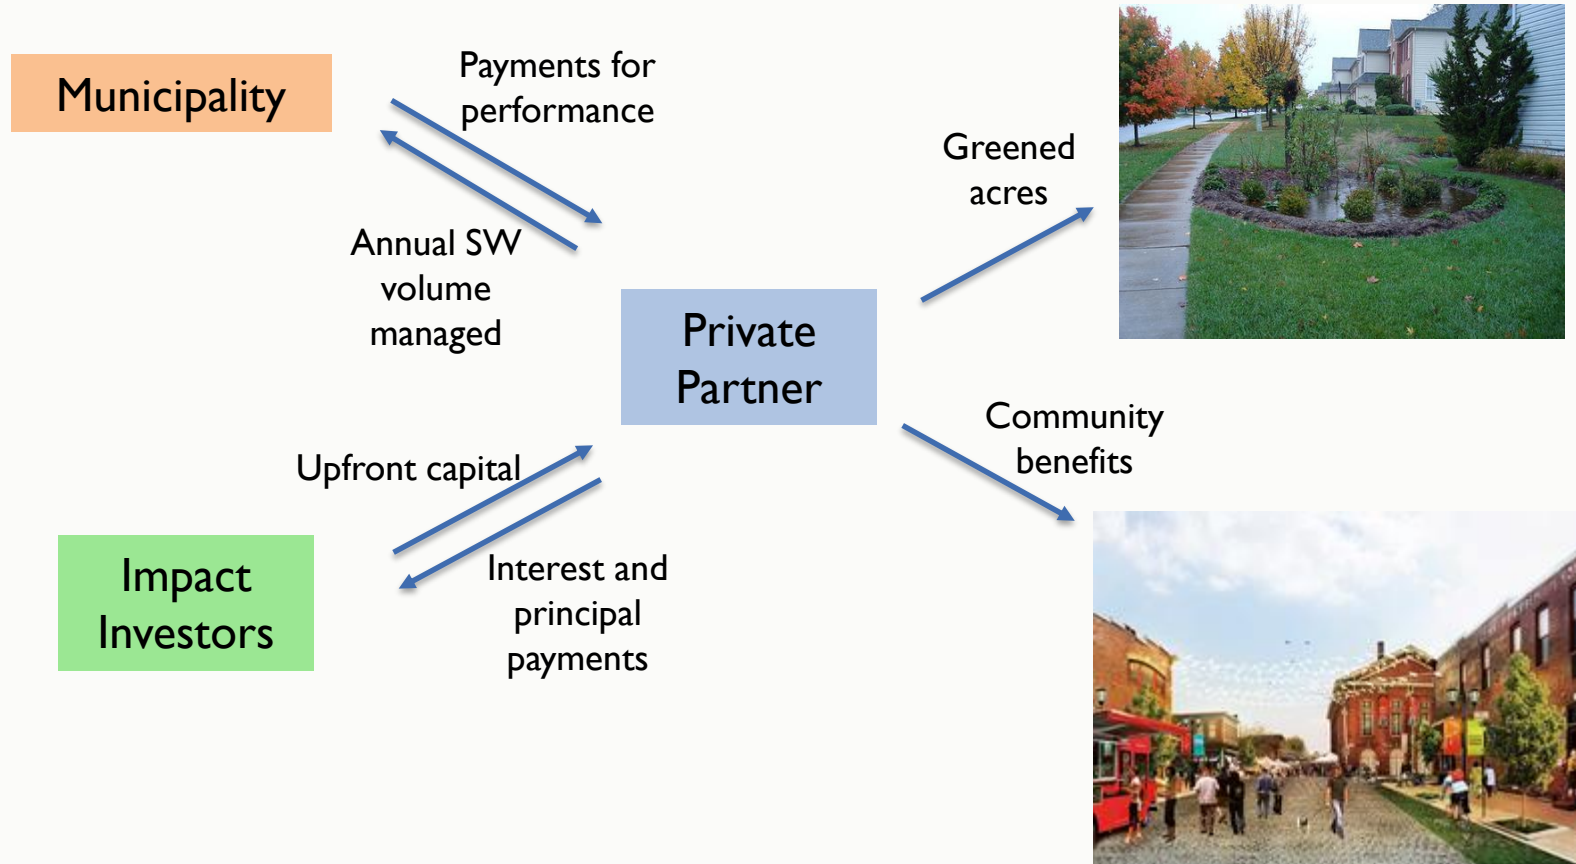 Municipality
Payments for
performance
Annual SW
volume
managed
Greened
acres
Private
Partner
Community
benefits
Upfront capital
Impact
Investors
Interest and
principal
payments